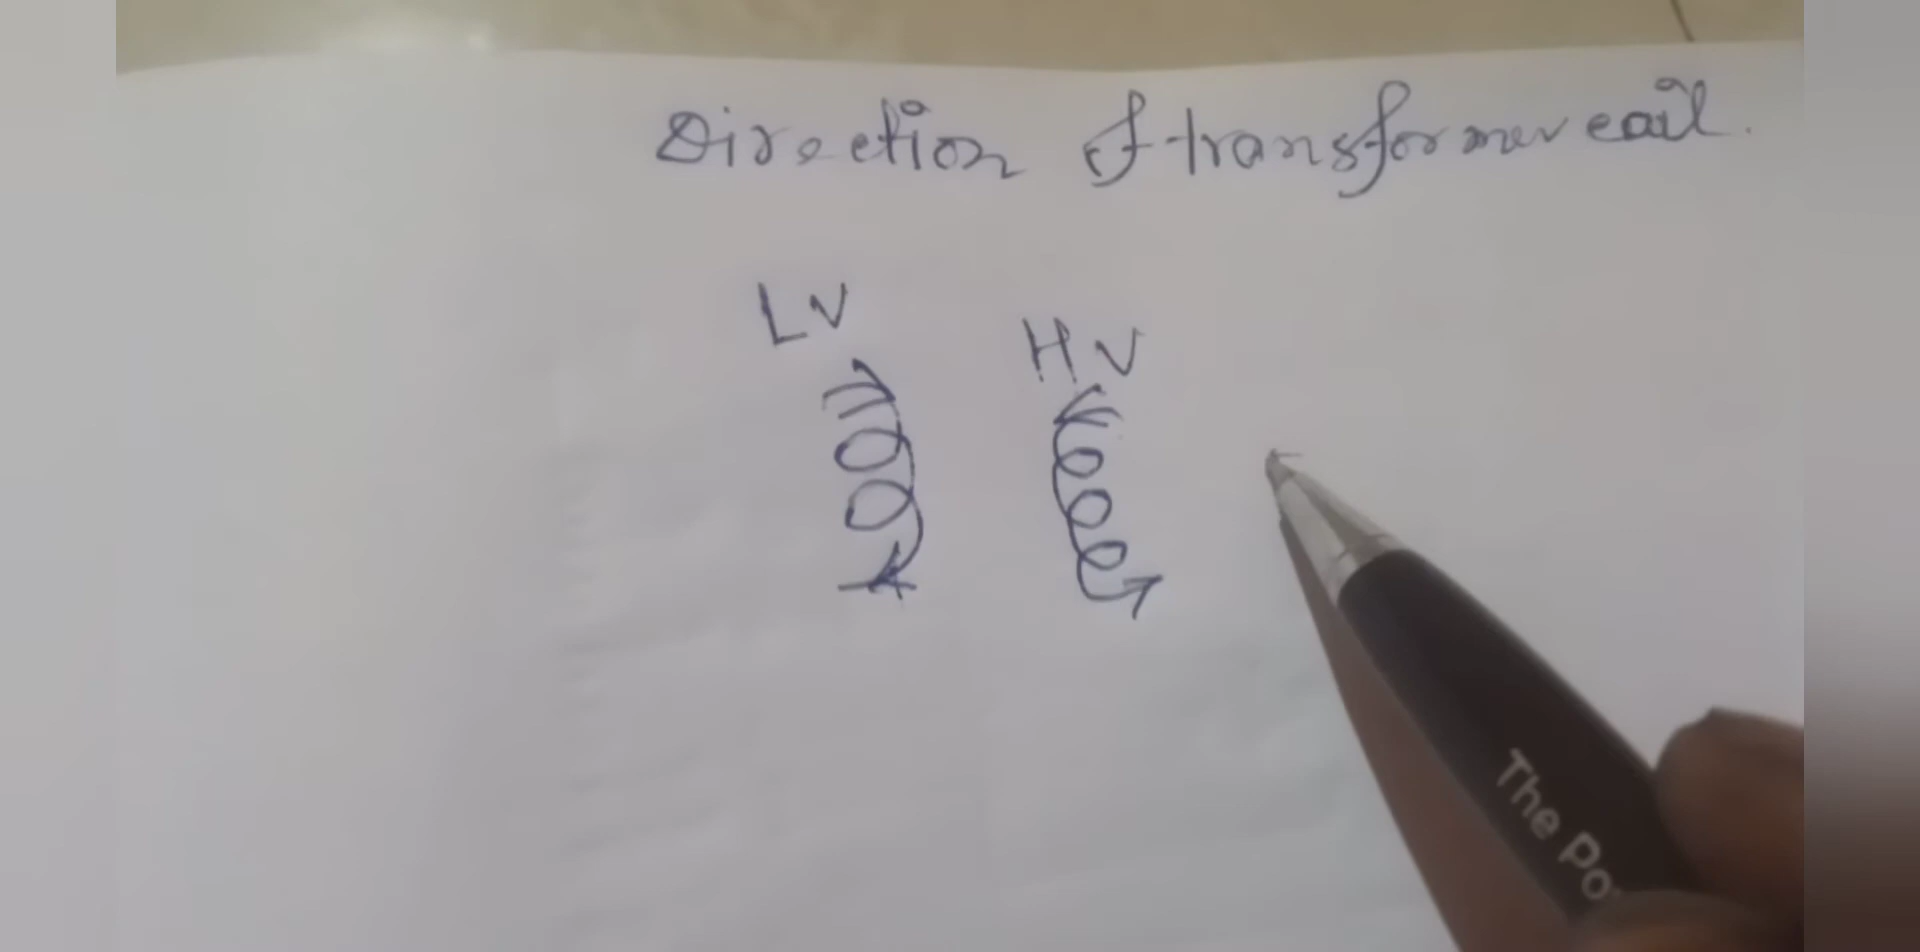 Direction of transformer coil.
LV
HV
The Po